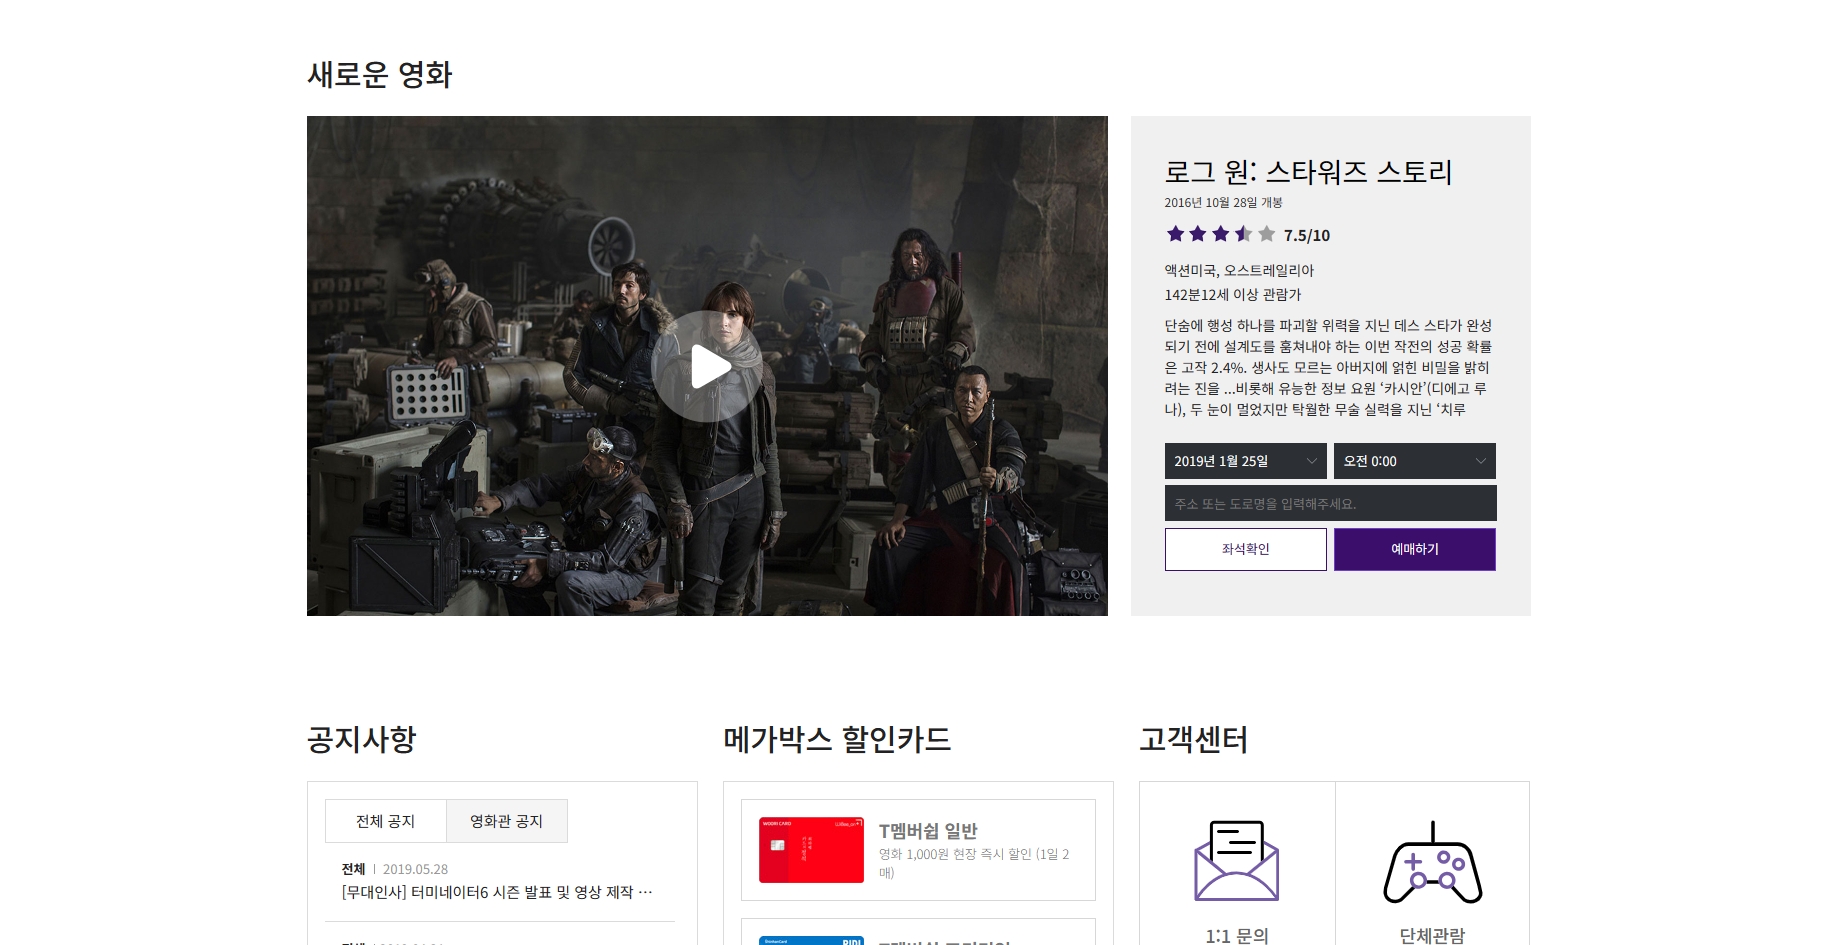 새로운 영화
로그 원: 스타워즈 스토리
2016년 10월 28일 개봉
7.5/10
액션미국, 오스트레일리아
142분12세 이상 관람가
단숨에 행성 하나를 파괴할 위력을 지닌 데스 스타가 완성
되기 전에 설계도를 훔쳐내야 하는 이번 작전의 성공 확률
은 고작 2.4%. 생사도 모르는 아버지에 얽힌 비밀을 밝히
려는 진을 ...비롯해 유능한 정보 요원 ‘카시안’(디에고 루
나), 두 눈이 멀었지만 탁월한 무술 실력을 지닌 ‘치루
2019년 1월 25일
오전 0:00
주소 또는 도로명을 입력해주세요.
좌석확인
예매하기
공지사항
전체 공지
영화관 공지
전체 2019.05.28
[무대인사] 터미네이터6 시즌 발표 및 영상 제작 ⋯
메가박스 할인카드
WOORI CARD
T멤버쉽 일반
영화 1,000원 현장 즉시 할인 (1일 2
매)
고객센터
1:1 문의
단체관람